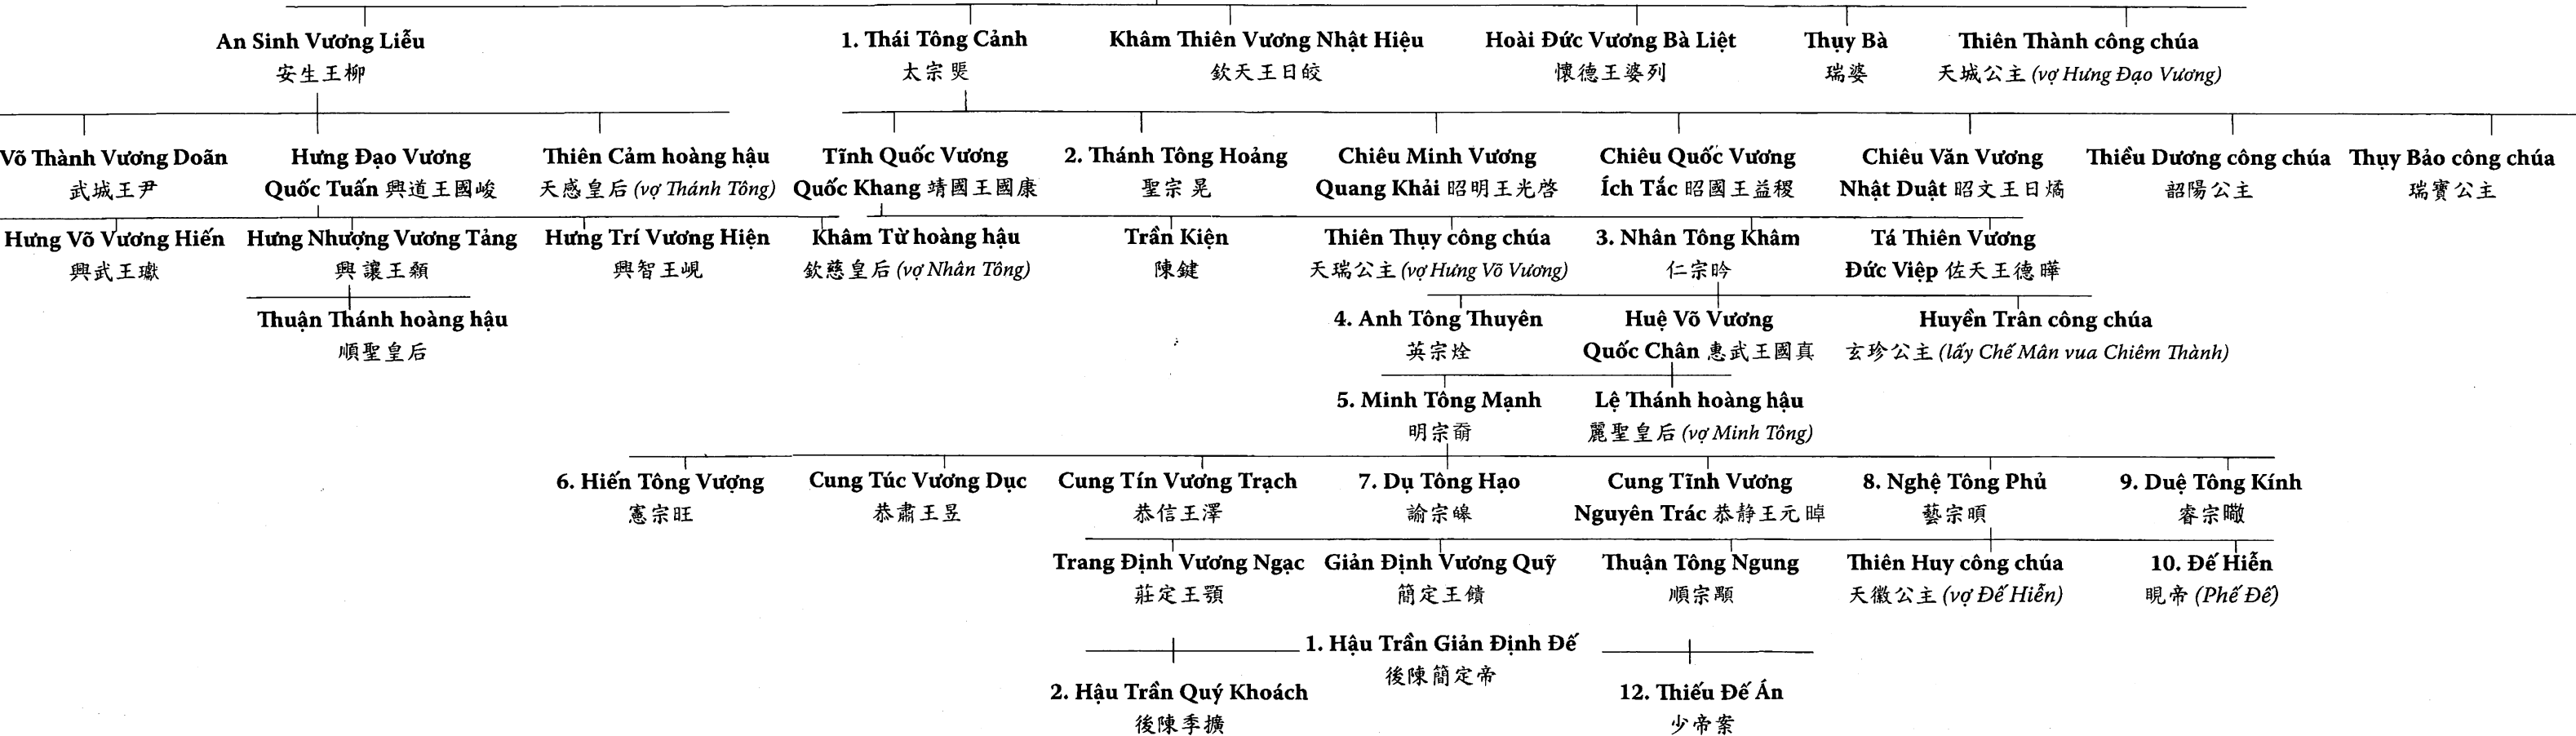 An Sinh Vương Liễu
安生王柳
1. Thái Tông Cảnh
太宗煚
Khâm Thiên Vương Nhật Hiệu
欽天王日皎
Hoài Đức Vương Bà Liệt
懷德王婆列
Thụy Bà
瑞婆
Thiên Thành công chúa
天城公主 (vợ Hưng Đạo Vương)
Võ Thành Vương Doãn
武城王尹
Hưng Đạo Vương
Quốc Tuấn 興道王國峻
Thiên Cảm hoàng hậu
天感皇后 (vợ Thánh Tông)
Tĩnh Quốc Vương
Quốc Khang 靖國王國康
2. Thánh Tông Hoảng
聖宗晃
Chiêu Minh Vương
Quang Khải 昭明王光啓
Chiêu Quốc Vương
Ích Tắc 昭國王益稷
Chiêu Văn Vương
Nhật Duật 昭文王日燏
Thiều Dương công chúa
韶陽公主
Thụy Bảo công chúa
瑞寶公主
Hưng Võ Vương Hiến
興武王瓛
Hưng Nhượng Vương Tảng
興讓王顙
Hưng Trí Vương Hiện
興智王峴
Khâm Từ hoàng hậu
欽慈皇后 (vợ Nhân Tông)
Trần Kiện
陳鍵
Thiên Thụy công chúa
天瑞公主 (vợ Hưng Võ Vương)
3. Nhân Tông Khâm
仁宗昑
Tá Thiên Vương
Đức Việp 佐天王德曄
Thuận Thánh hoàng hậu
順聖皇后
4. Anh Tông Thuyên
英宗烇
Huệ Võ Vương
Quốc Chân 惠武王國真
Huyền Trân công chúa
玄珍公主 (lấy Chế Mân vua Chiêm Thành)
5. Minh Tông Mạnh
明宗奣
Lệ Thánh hoàng hậu
麗聖皇后 (vợ Minh Tông)
6. Hiến Tông Vượng
憲宗旺
Cung Túc Vương Dục
恭肅王昱
Cung Tín Vương Trạch
恭信王澤
7. Dụ Tông Hạo
諭宗暭
Cung Tĩnh Vương
Nguyên Trác 恭静王元晫
8. Nghệ Tông Phủ
藝宗頔
9. Duệ Tông Kính
睿宗曔
Trang Định Vương Ngạc
莊定王顎
Giản Định Vương Quỹ
簡定王頠
Thuận Tông Ngung
順宗顒
Thiên Huy công chúa
天徽公主 (vợ Đế Hiễn)
10. Đế Hiễn
晛帝 (Phế Đế)
1. Hậu Trần Giản Định Đế
後陳簡定帝
2. Hậu Trần Quý Khoách
後陳季擴
12. Thiếu Đế Án
少帝案